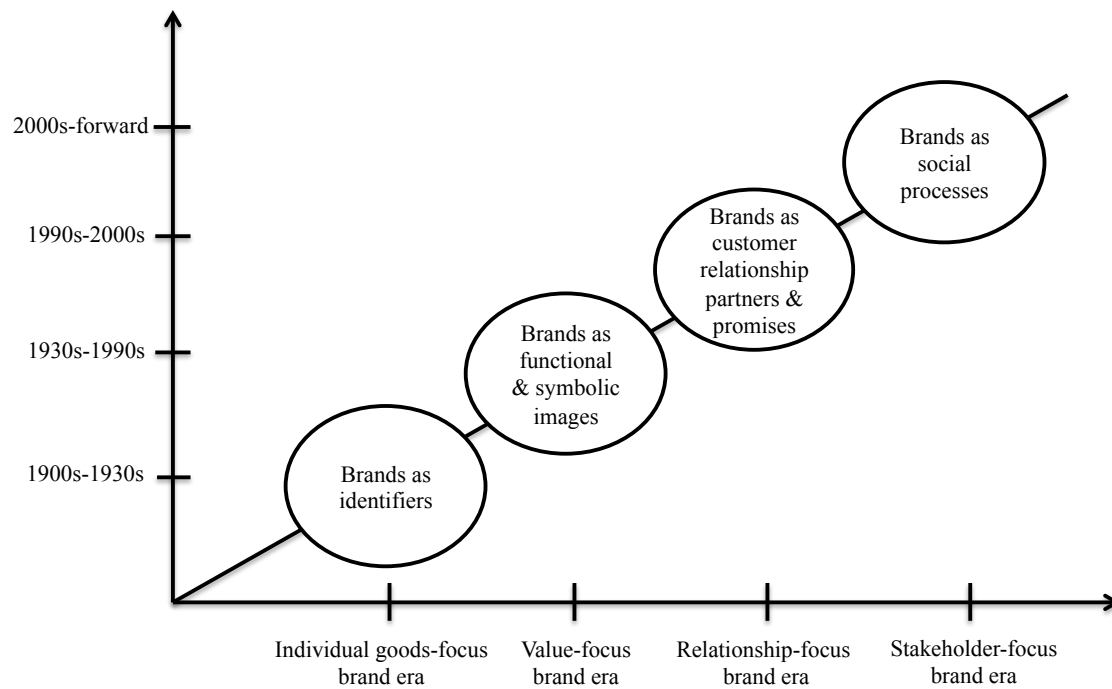 2000s-forward
1990s-2000s
1930s-1990s
1900s-1930s
Brands as
social
processes
Brands as
customer
relationship
partners &
promises
Brands as
functional
& symbolic
images
Brands as
identifiers
Individual goods-focus
brand era
Value-focus
brand era
Relationship-focus
brand era
Stakeholder-focus
brand era